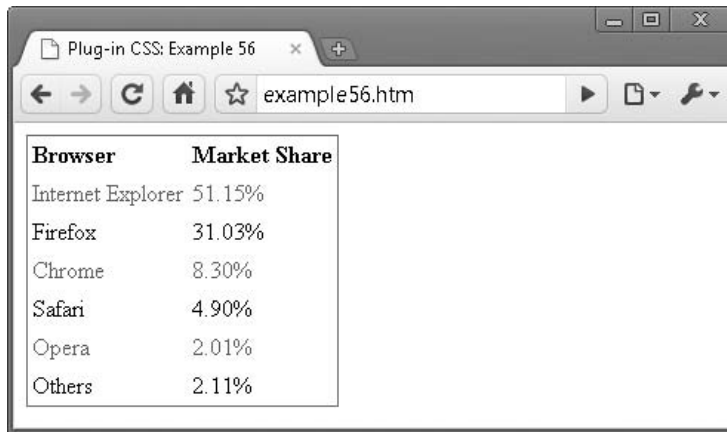 Plug-in CSS: Example 56
example56.htm
Browser Market Share
Internet Explorer 51.15%
Firefox 31.03%
Chrome 8.30%
Safari 4.90%
Opera 2.01%
Others 2.11%